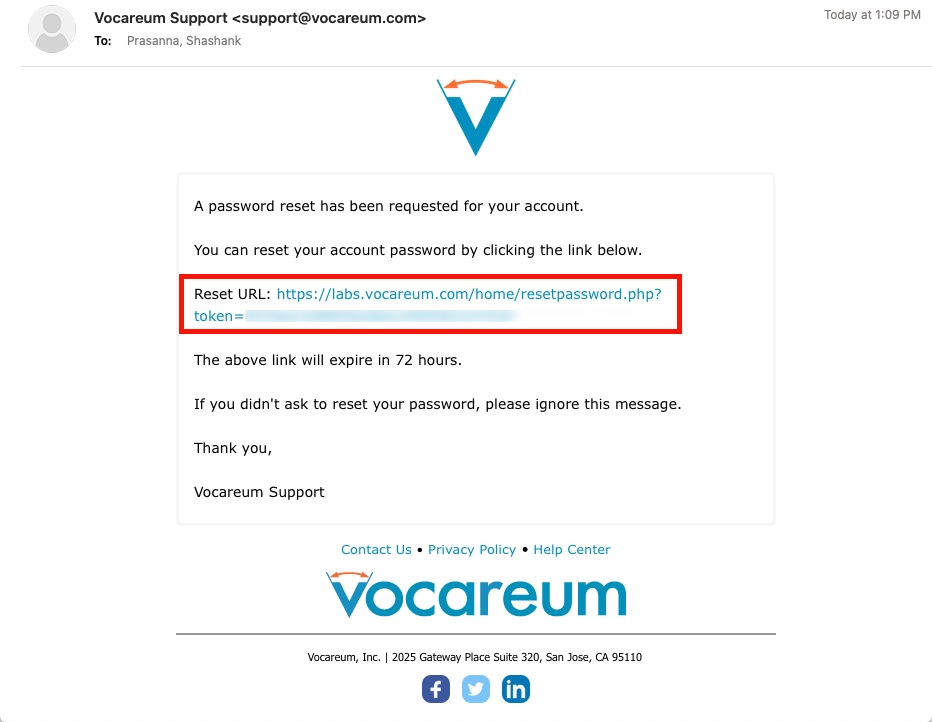 Vocareum Support <support@vocareum.com>
Today at 1:09 PM
To: Prasanna, Shashank
A password reset has been requested for your account.
You can reset your account password by clicking the link below.
Reset URL: https://labs.vocareum.com/home/resetpassword.php?
token=
The above link will expire in 72 hours.
If you didn't ask to reset your password, please ignore this message.
Thank you,
Vocareum Support
Contact Us • Privacy Policy • Help Center
vocareum
Vocareum, Inc. | 2025 Gateway Place Suite 320, San Jose, CA 95110